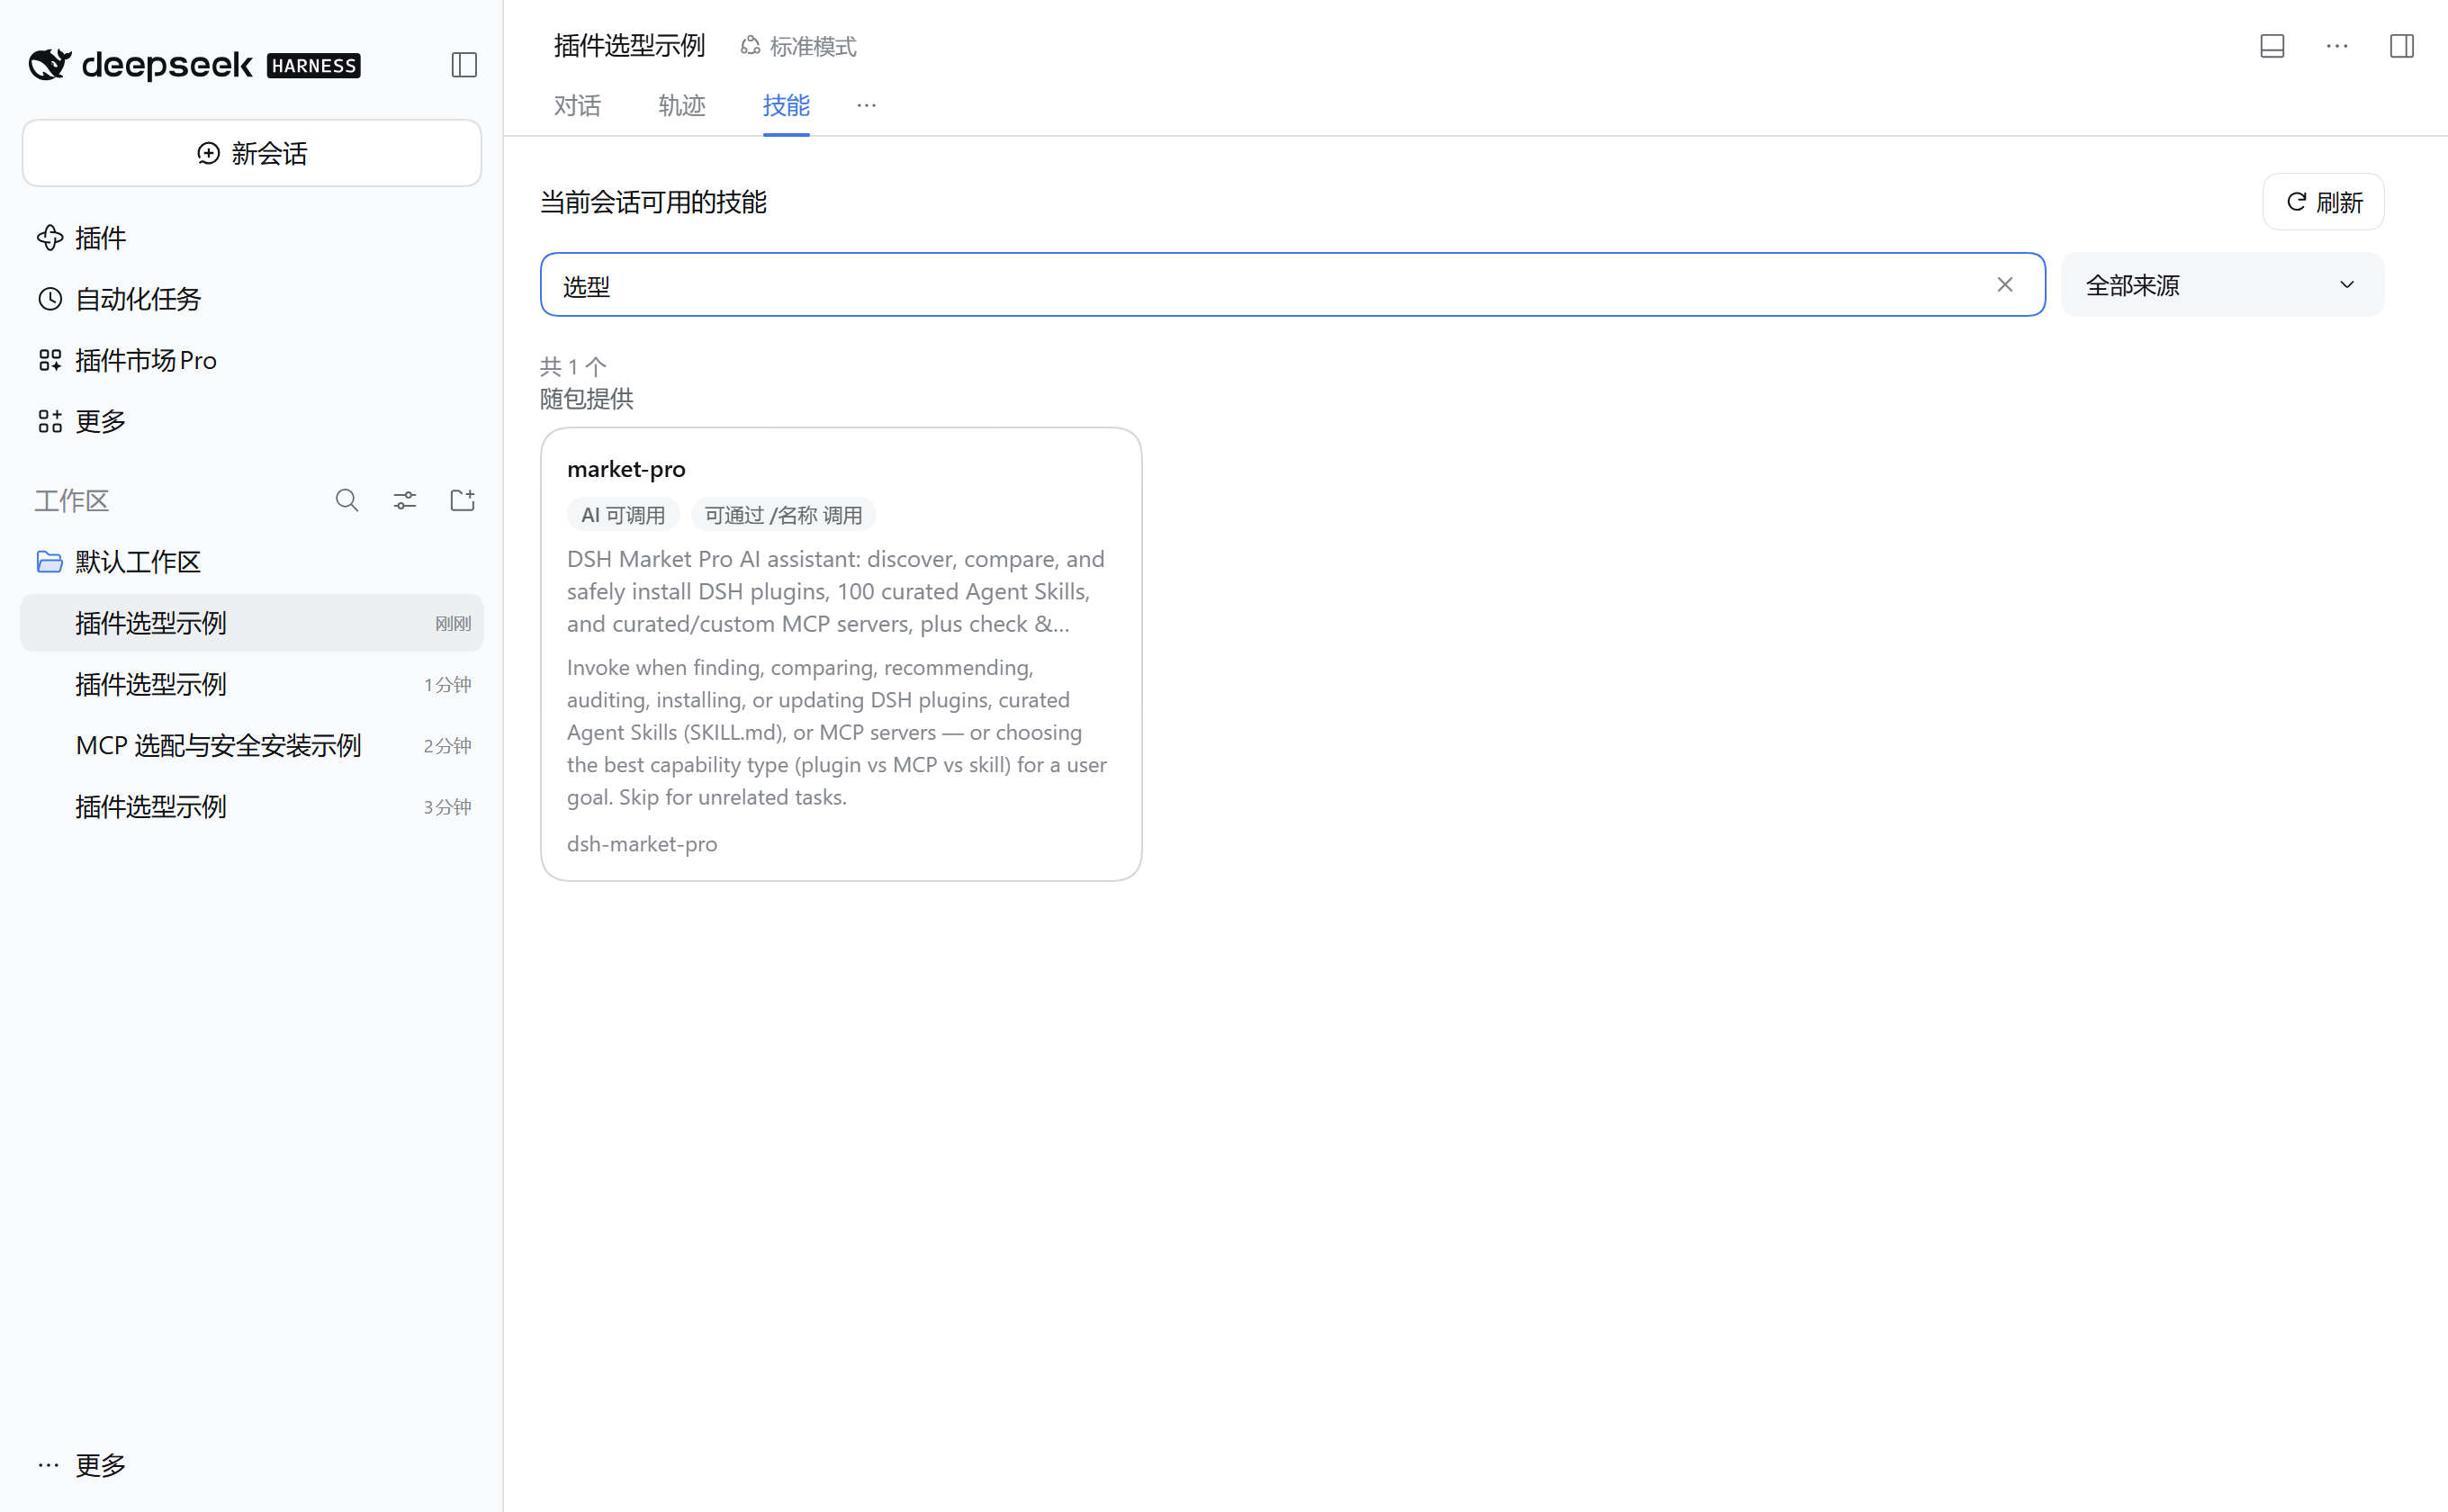 deepseek HARNESS
新会话
插件
自动化任务
插件市场Pro
更多
工作区
默认工作区
插件选型示例 刚刚
插件选型示例 1分钟
MCP 选配与安全安装示例 2分钟
插件选型示例 3分钟
更多
插件选型示例 标准模式
对话 轨迹 技能
当前会话可用的技能
刷新
选型
全部来源
共 1 个
随包提供
market-pro
AI 可调用 可通过 /名称 调用
DSH Market Pro AI assistant: discover, compare, and
safely install DSH plugins, 100 curated Agent Skills,
and curated/custom MCP servers, plus check &...
Invoke when finding, comparing, recommending,
auditing, installing, or updating DSH plugins, curated
Agent Skills (SKILL.md), or MCP servers — or choosing
the best capability type (plugin vs MCP vs skill) for a user
goal. Skip for unrelated tasks.
dsh-market-pro